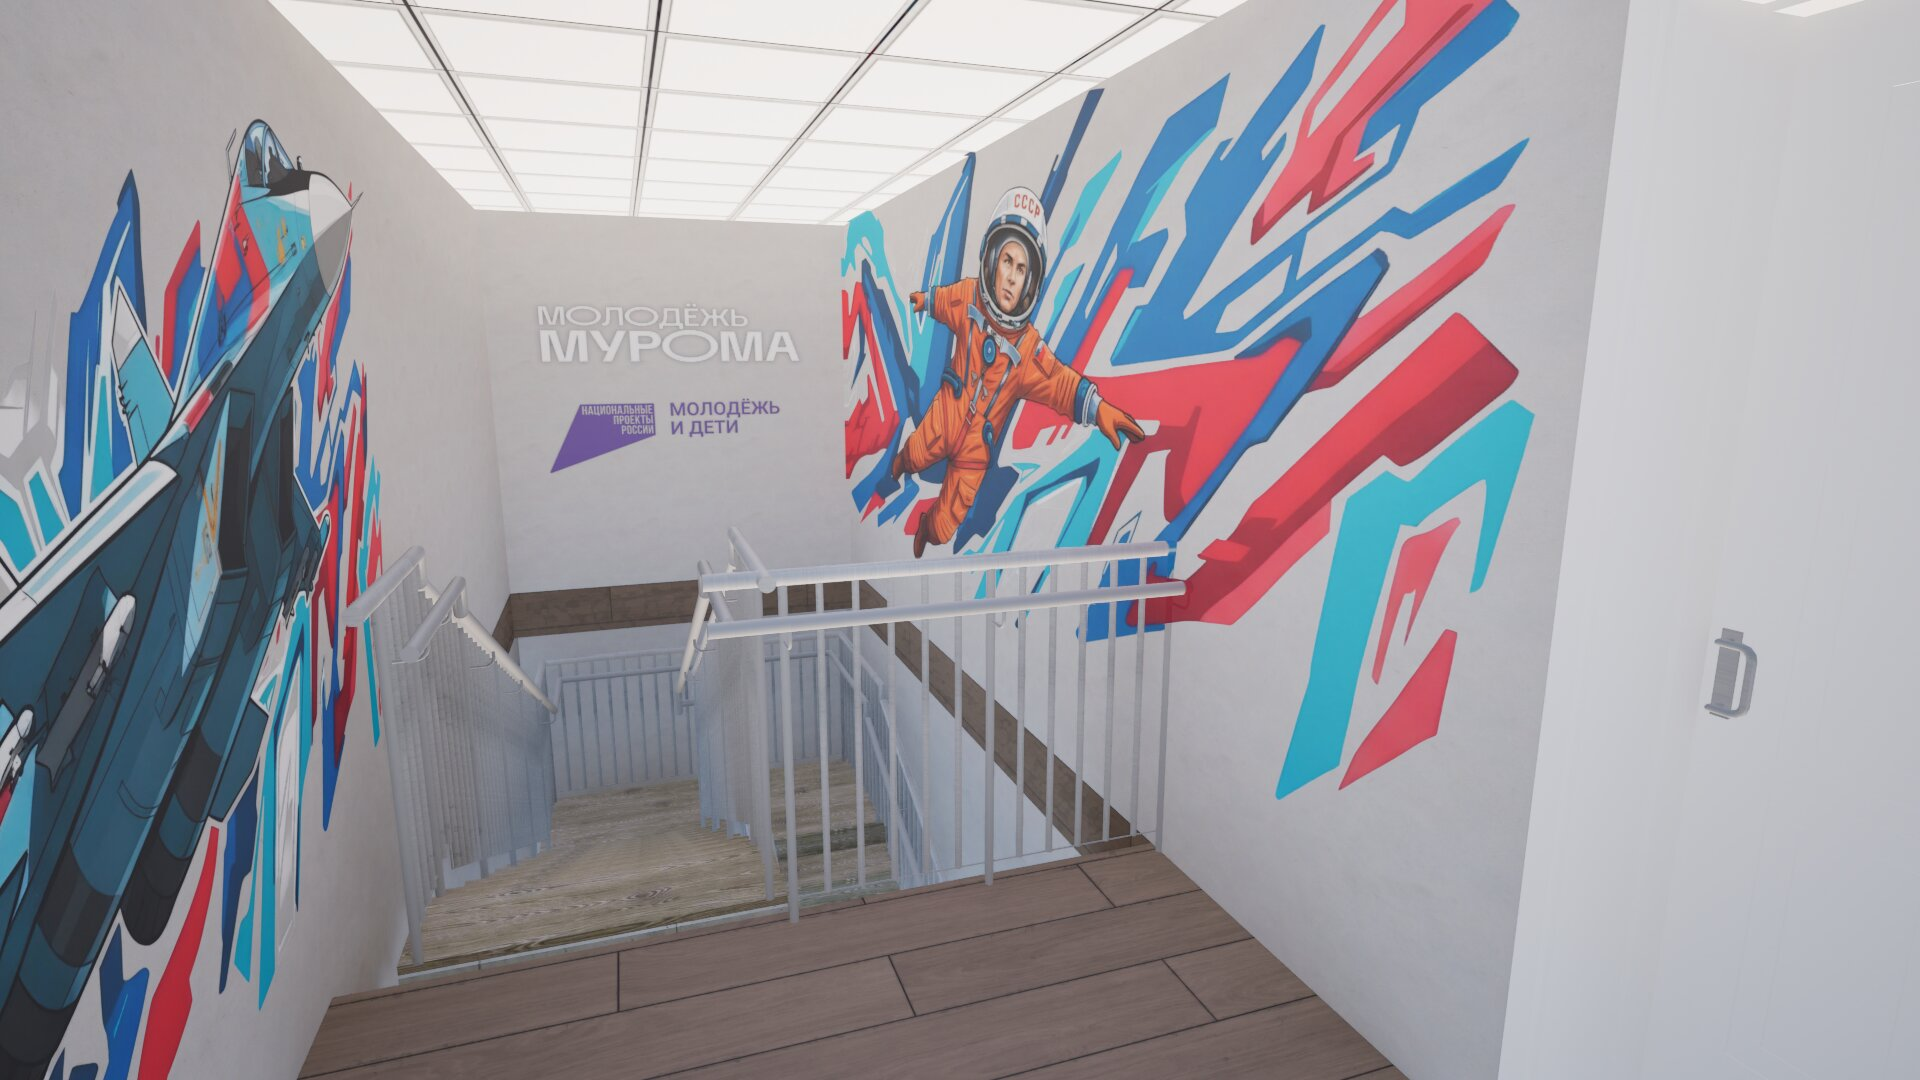 СССР
МОЛОДЁЖЬ
МУРОМА
НАЦИОНАЛЬНЫЕ
ПРОЕКТЫ
РОССИИ
МОЛОДЁЖЬ
И ДЕТИ